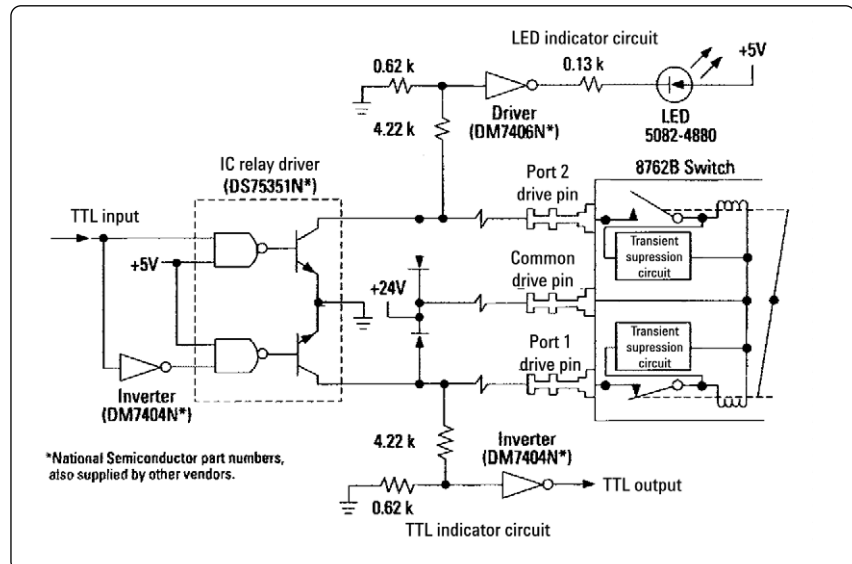 LED indicator circuit
+5V
0.62 k
0.13 k
Driver
(DM7406N*)
LED
5082-4880
4.22 k
IC relay driver
(DS75351N*)
Port 2
drive pin
8762B Switch
TTL input
+5V
Transient
supression
circuit
+24V
Common
drive pin
Transient
supression
circuit
Port 1
drive pin
Inverter
(DM7404N*)
4.22 k
Inverter
(DM7404N*)
*National Semiconductor part numbers,
also supplied by other vendors.
TTL output
0.62 k
TTL indicator circuit